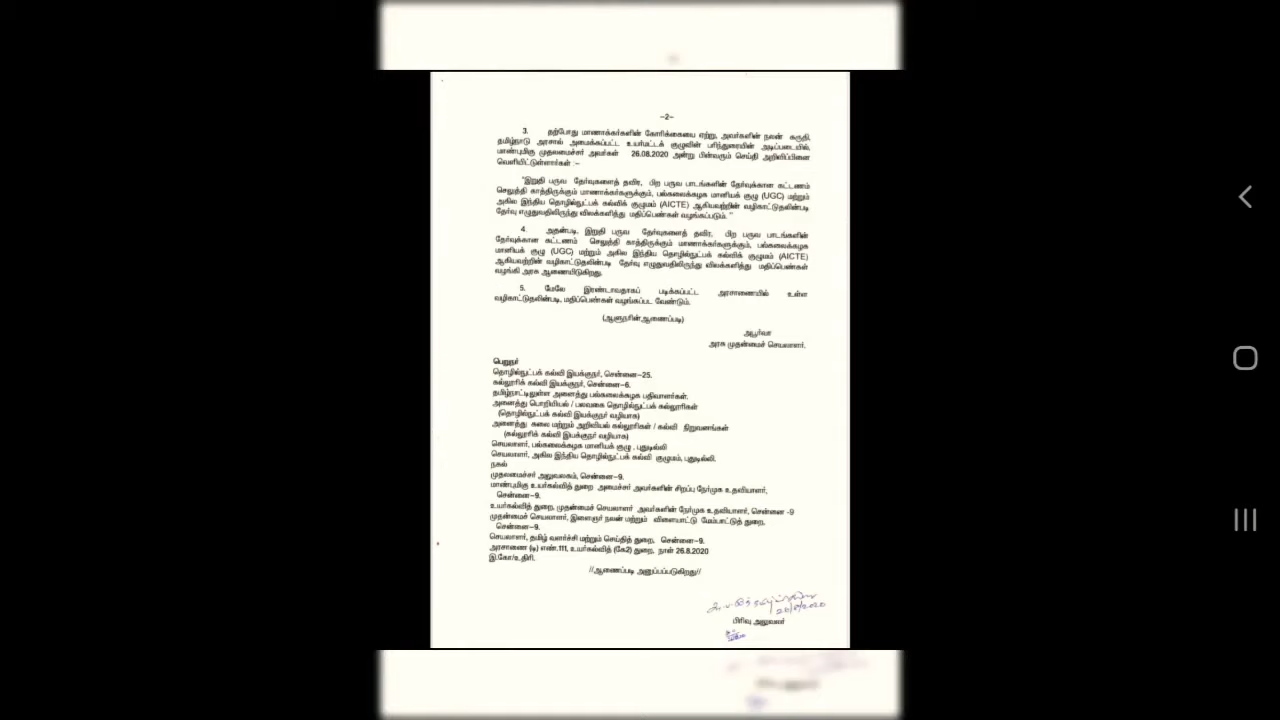 -2-
3. தற்போது மாணாக்கர்களின் கோரிக்கையை ஏற்று, அவர்களின் நலன் கருதி,
தமிழ்நாடு அரசால் அமைக்கப்பட்ட உயர்மட்டக் குழுவின் பரிந்துரையின் அடிப்படையில்,
மாண்புமிகு முதலமைச்சர் அவர்கள் 26.08.2020 அன்று பின்வரும் செய்தி அறிவிப்பினை
வெளியிட்டுள்ளார்கள் :-
"இறுதி பருவ தேர்வுகளைத் தவிர, பிற பருவ பாடங்களின் தேர்வுக்கான கட்டணம்
செலுத்தி காத்திருக்கும் மாணாக்கர்களுக்கும், பல்கலைக்கழக மானியக் குழு (UGC) மற்றும்
அகில இந்திய தொழில்நுட்பக் கல்விக் குழுமம் (AICTE) ஆகியவற்றின் வழிகாட்டுதலின்படி
தேர்வு எழுதுவதிலிருந்து விலக்களித்து மதிப்பெண்கள் வழங்கப்படும். "
4. அதன்படி, இறுதி பருவ தேர்வுகளைத் தவிர, பிற பருவ பாடங்களின்
தேர்வுக்கான கட்டணம் செலுத்தி காத்திருக்கும் மாணாக்கர்களுக்கும், பல்கலைக்கழக
மானியக் குழு (UGC) மற்றும் அகில இந்திய தொழில்நுட்பக் கல்விக் குழுமம் (AICTE)
ஆகியவற்றின் வழிகாட்டுதலின்படி தேர்வு எழுதுவதிலிருந்து விலக்களித்து மதிப்பெண்கள்
வழங்கி அரசு ஆணையிடுகிறது.
5. மேலே இரண்டாவதாகப் படிக்கப்பட்ட அரசாணையில் உள்ள
வழிகாட்டுதலின்படி, மதிப்பெண்கள் வழங்கப்பட வேண்டும்.
(ஆளுநரின் ஆணைப்படி)
அபூர்வா
அரசு முதன்மைச் செயலாளர்.
பெறுநர்
தொழில்நுட்பக் கல்வி இயக்குநர், சென்னை-25.
கல்லூரிக் கல்வி இயக்குநர், சென்னை-6.
தமிழ்நாட்டிலுள்ள அனைத்து பல்கலைக்கழக பதிவாளர்கள்.
அனைத்து பொறியியல் / பலவகை தொழில்நுட்பக் கல்லூரிகள்
(தொழில்நுட்பக் கல்வி இயக்குநர் வழியாக)
அனைத்து கலை மற்றும் அறிவியல் கல்லூரிகள் / கல்வி நிறுவனங்கள்
(கல்லூரிக் கல்வி இயக்குநர் வழியாக)
செயலாளர், பல்கலைக்கழக மானியக் குழு , புதுடில்லி
செயலாளர், அகில இந்திய தொழில்நுட்பக் கல்வி குழுமம், புதுடில்லி.
நகல்
முதலமைச்சர் அலுவலகம், சென்னை-9.
மாண்புமிகு உயர்கல்வித் துறை அமைச்சர் அவர்களின் சிறப்பு நேர்முக உதவியாளர்,
சென்னை-9.
உயர்கல்வித் துறை, முதன்மைச் செயலாளர் அவர்களின் நேர்முக உதவியாளர், சென்னை -9
முதன்மைச் செயலாளர், இளைஞர் நலன் மற்றும் விளையாட்டு மேம்பாட்டுத் துறை,
சென்னை-9.
செயலாளர், தமிழ் வளர்ச்சி மற்றும் செய்தித் துறை, சென்னை-9.
அரசாணை (டி) எண்.111, உயர்கல்வித் (கே2) துறை, நாள் 26.8.2020
இ.கோ/உதிரி.
//ஆணைப்படி அனுப்பப்படுகிறது//
26/8/2020
பிரிவு அலுவலர்